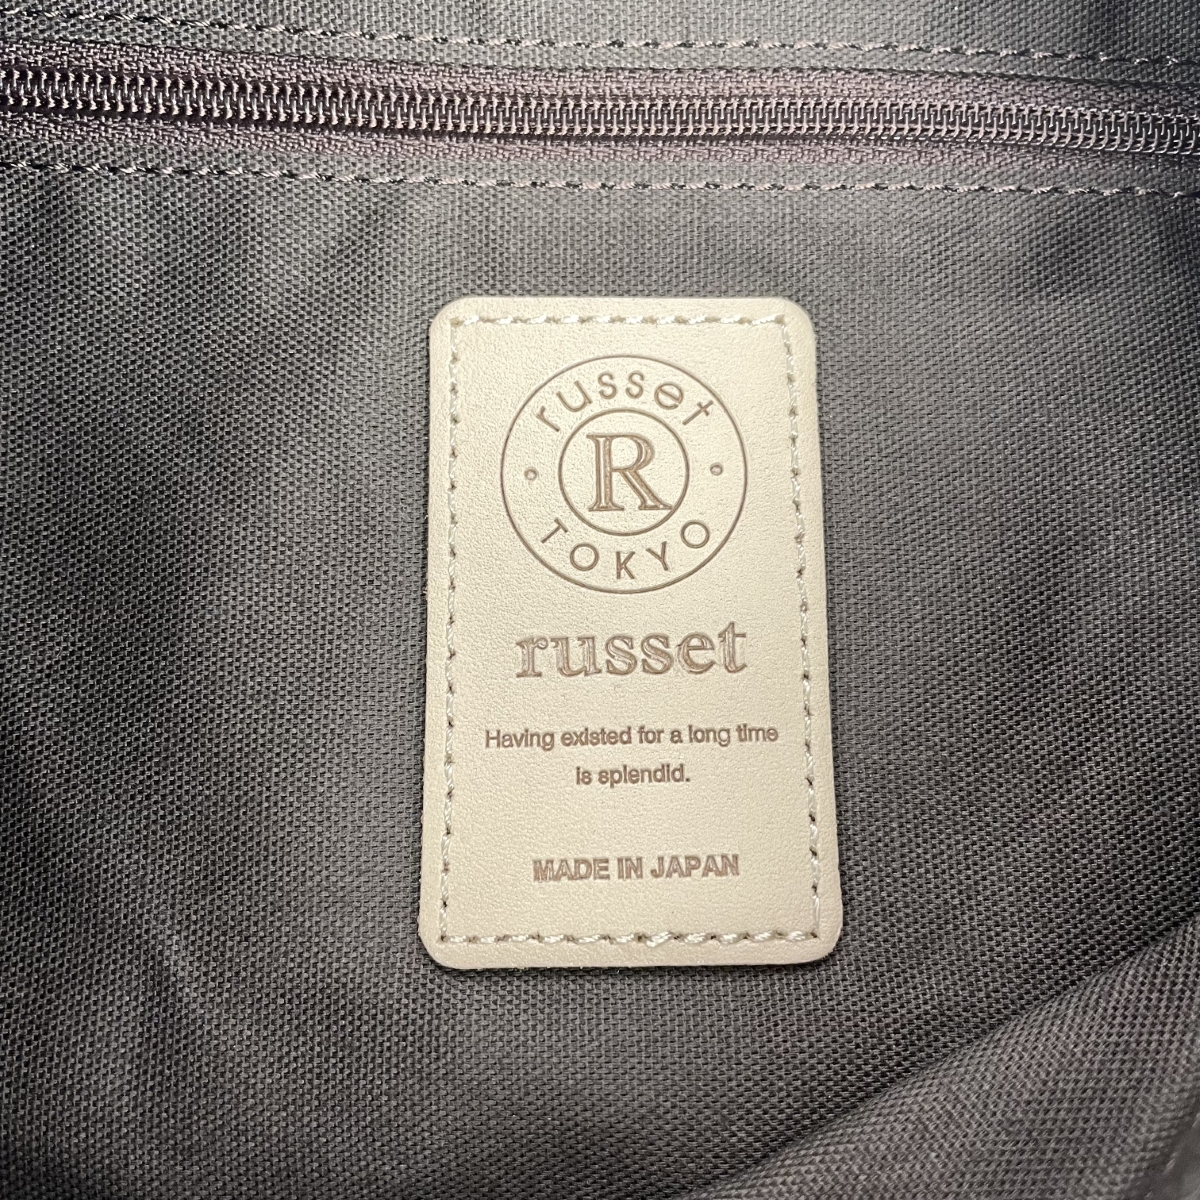 russet
R
TOKYO
russet
Having existed for a long time
is splendid.
MADE IN JAPAN